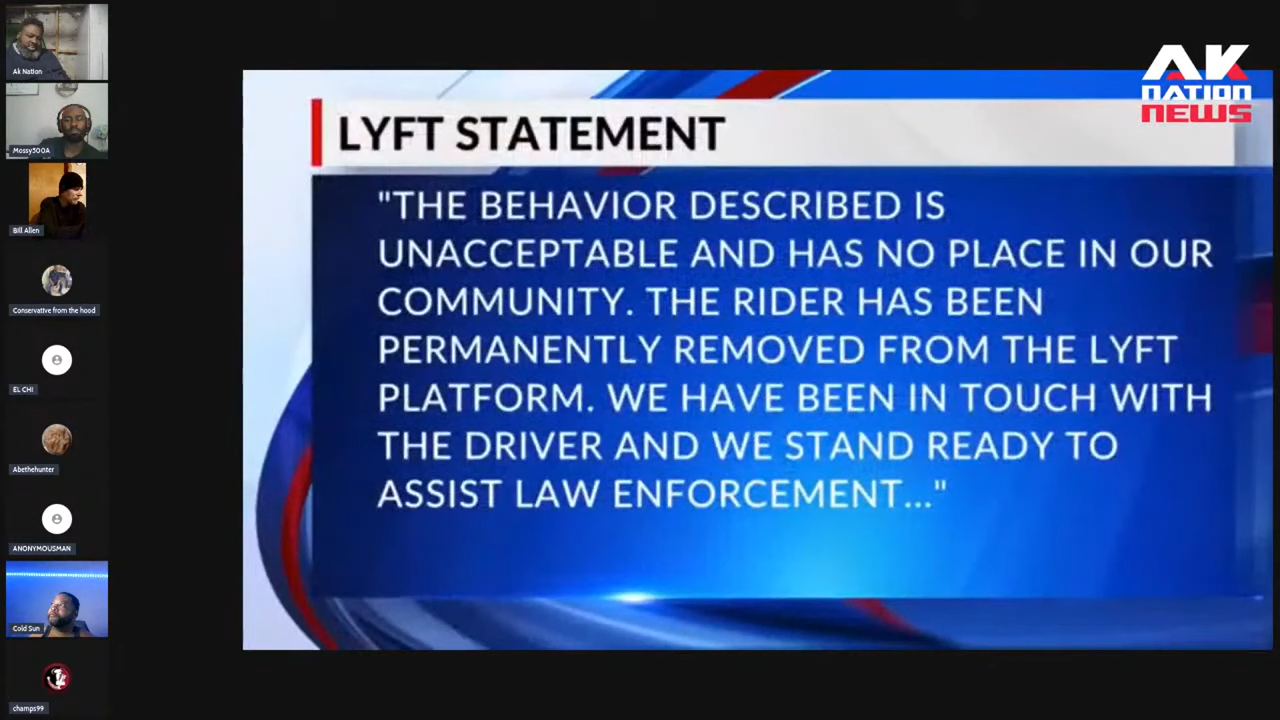 Ak Nation
Mossy500A
Bill Allen
Conservative from the hood
EL CHI
Abethehunter
ANONYMOUSMAN
Cold Sun
champs99
LYFT STATEMENT
"THE BEHAVIOR DESCRIBED IS
UNACCEPTABLE AND HAS NO PLACE IN OUR
COMMUNITY. THE RIDER HAS BEEN
PERMANENTLY REMOVED FROM THE LYFT
PLATFORM. WE HAVE BEEN IN TOUCH WITH
THE DRIVER AND WE STAND READY TO
ASSIST LAW ENFORCEMENT..."
AK
NATION
NEWS